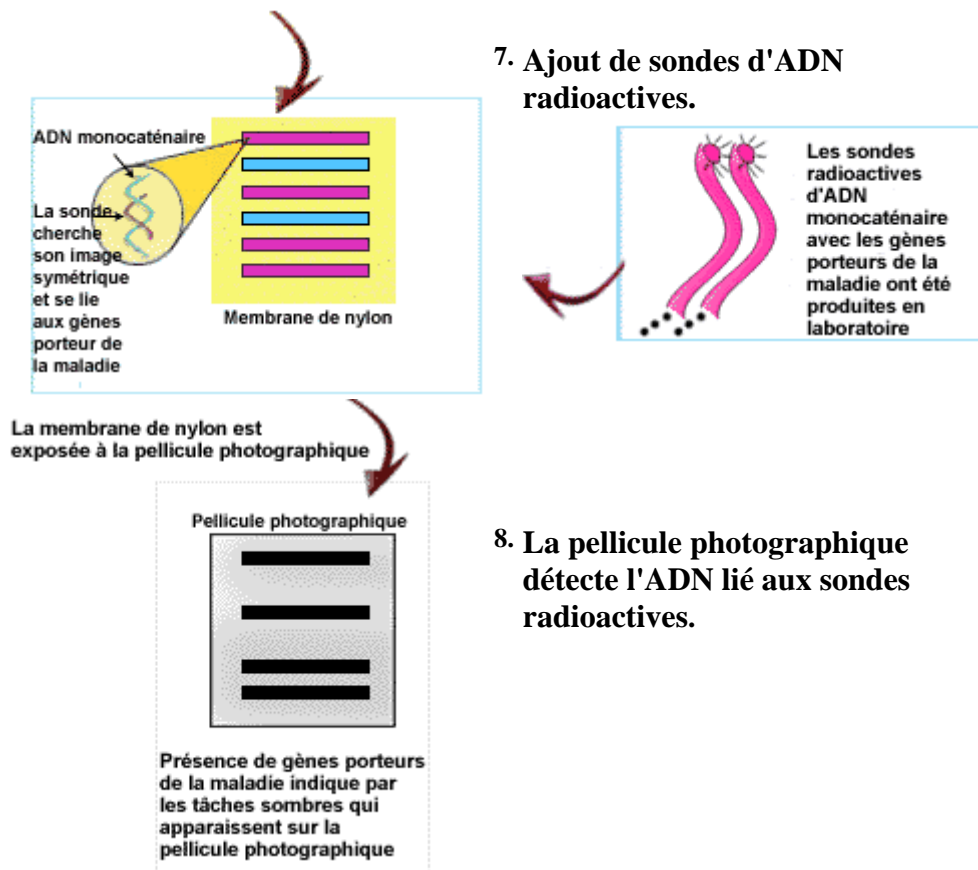 7. Ajout de sondes d'ADN
radioactives.
ADN monocaténaire
La sonde
cherche
son image
symétrique
et se lie
aux gènes
porteur de
la maladie
Membrane de nylon
Les sondes
radioactives
d'ADN
monocaténaire
avec les gènes
porteurs de la
maladie ont été
produites en
laboratoire
La membrane de nylon est
exposée à la pellicule photographique
Pellicule photographique
8. La pellicule photographique
détecte l'ADN lié aux sondes
radioactives.
Présence de gènes porteurs
de la maladie indique par
les tâches sombres qui
apparaissent sur la
pellicule photographique